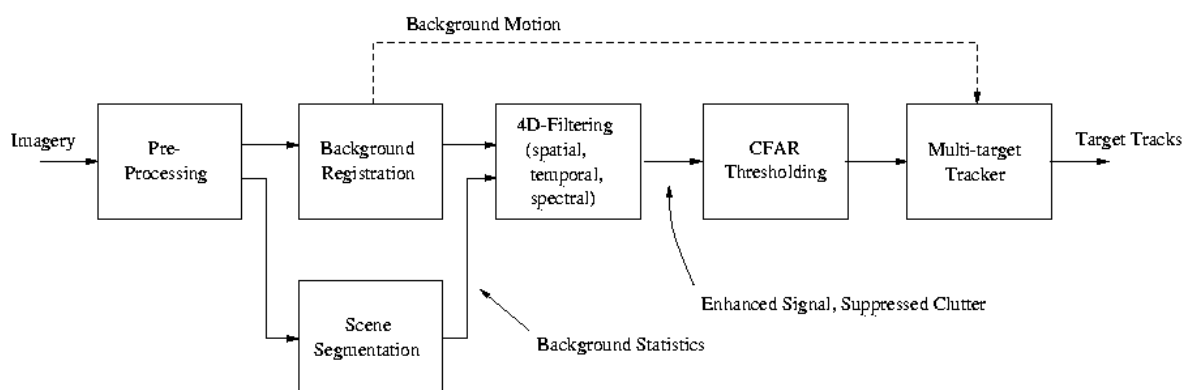 Background Motion
Imagery
Pre-
Processing
Background
Registration
4D-Filtering
(spatial,
temporal,
spectral)
CFAR
Thresholding
Multi-target
Tracker
Target Tracks
Enhanced Signal, Suppressed Clutter
Scene
Segmentation
Background Statistics